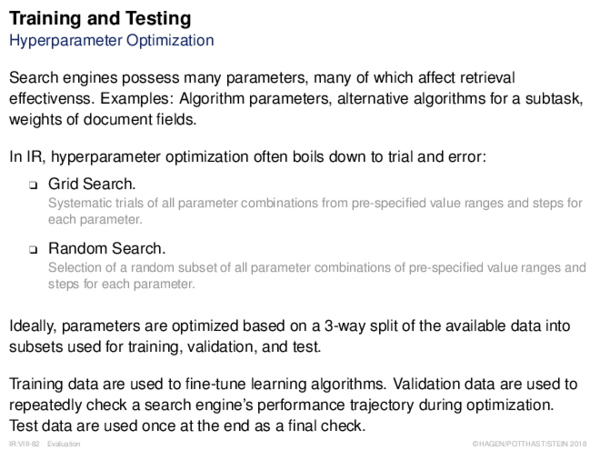 Training and Testing
Hyperparameter Optimization
Search engines possess many parameters, many of which affect retrieval
effectivenss. Examples: Algorithm parameters, alternative algorithms for a subtask,
weights of document fields.
In IR, hyperparameter optimization often boils down to trial and error:
❑ Grid Search.
Systematic trials of all parameter combinations from pre-specified value ranges and steps for
each parameter.
❑ Random Search.
Selection of a random subset of all parameter combinations of pre-specified value ranges and
steps for each parameter.
Ideally, parameters are optimized based on a 3-way split of the available data into
subsets used for training, validation, and test.
Training data are used to fine-tune learning algorithms. Validation data are used to
repeatedly check a search engine's performance trajectory during optimization.
Test data are used once at the end as a final check.
IR:VIII-82 Evaluation ©HAGEN/POTTHAST/STEIN 2018